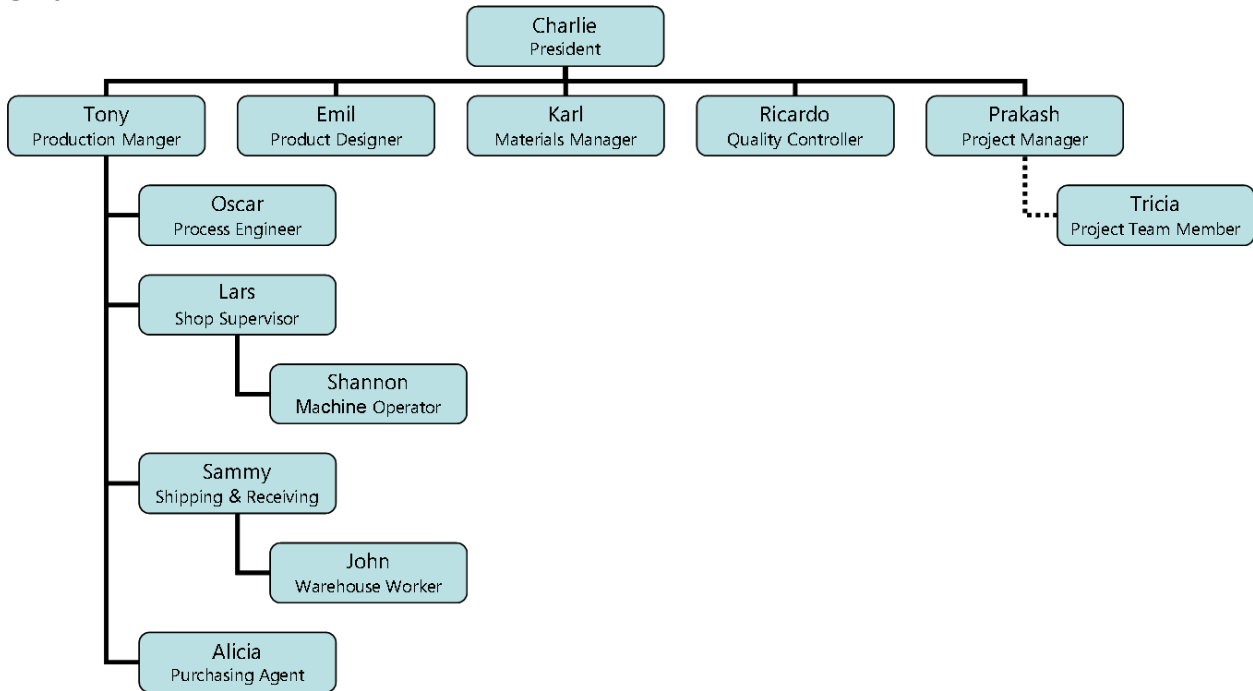 Charlie
President
Tony
Production Manger
Emil
Product Designer
Karl
Materials Manager
Ricardo
Quality Controller
Prakash
Project Manager
Oscar
Process Engineer
Tricia
Project Team Member
Lars
Shop Supervisor
Shannon
Machine Operator
Sammy
Shipping & Receiving
John
Warehouse Worker
Alicia
Purchasing Agent